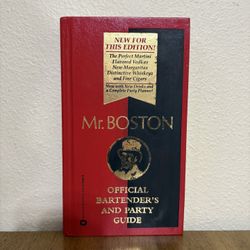 NEW FOR
THIS EDITION!
The Perfect Martini
Flavored Vodkas
New Margaritas
Distinctive Whiskeys
and Fine Cigars
Now with New Drinks and
a Complete Party Planner!
Mr. BOSTON
OFFICIAL
BARTENDER'S
AND PARTY
GUIDE